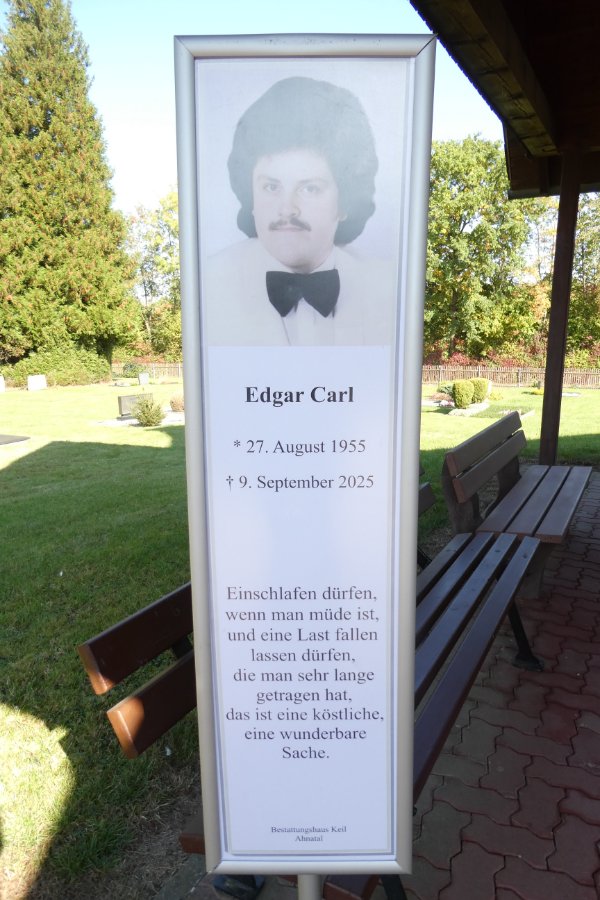 Edgar Carl
* 27. August 1955
† 9. September 2025
Einschlafen dürfen,
wenn man müde ist,
und eine Last fallen
lassen dürfen,
die man sehr lange
getragen hat,
das ist eine köstliche,
eine wunderbare
Sache.
Bestattungshaus Keil
Ahnatal